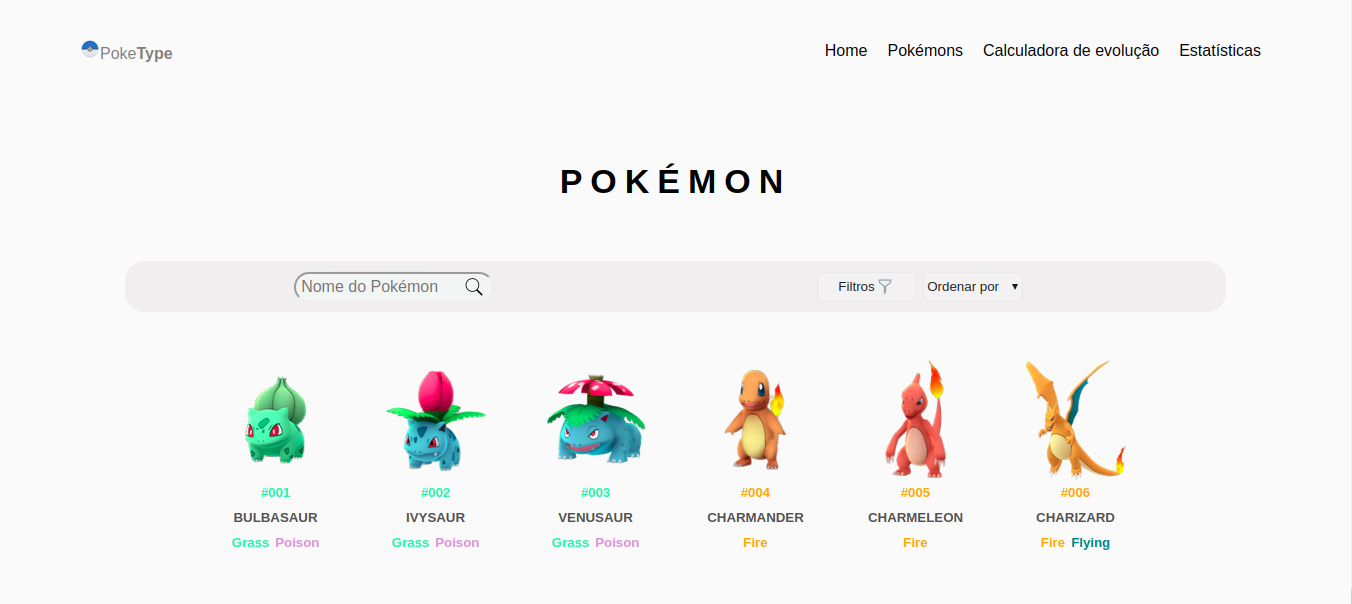 PokeType
Home Pokémons Calculadora de evolução Estatísticas
POKÉMON
Nome do Pokémon Filtros Ordenar por
#001 #002 #003 #004 #005 #006
BULBASAUR IVYSAUR VENUSAUR CHARMANDER CHARMELEON CHARIZARD
Grass Poison Grass Poison Grass Poison Fire Fire Fire Flying